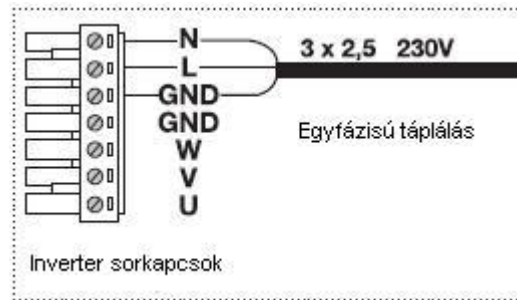 N
3 x 2,5 230V
L
GND
GND
Egyfázisú táplálás
W
V
U
Inverter sorkapcsok